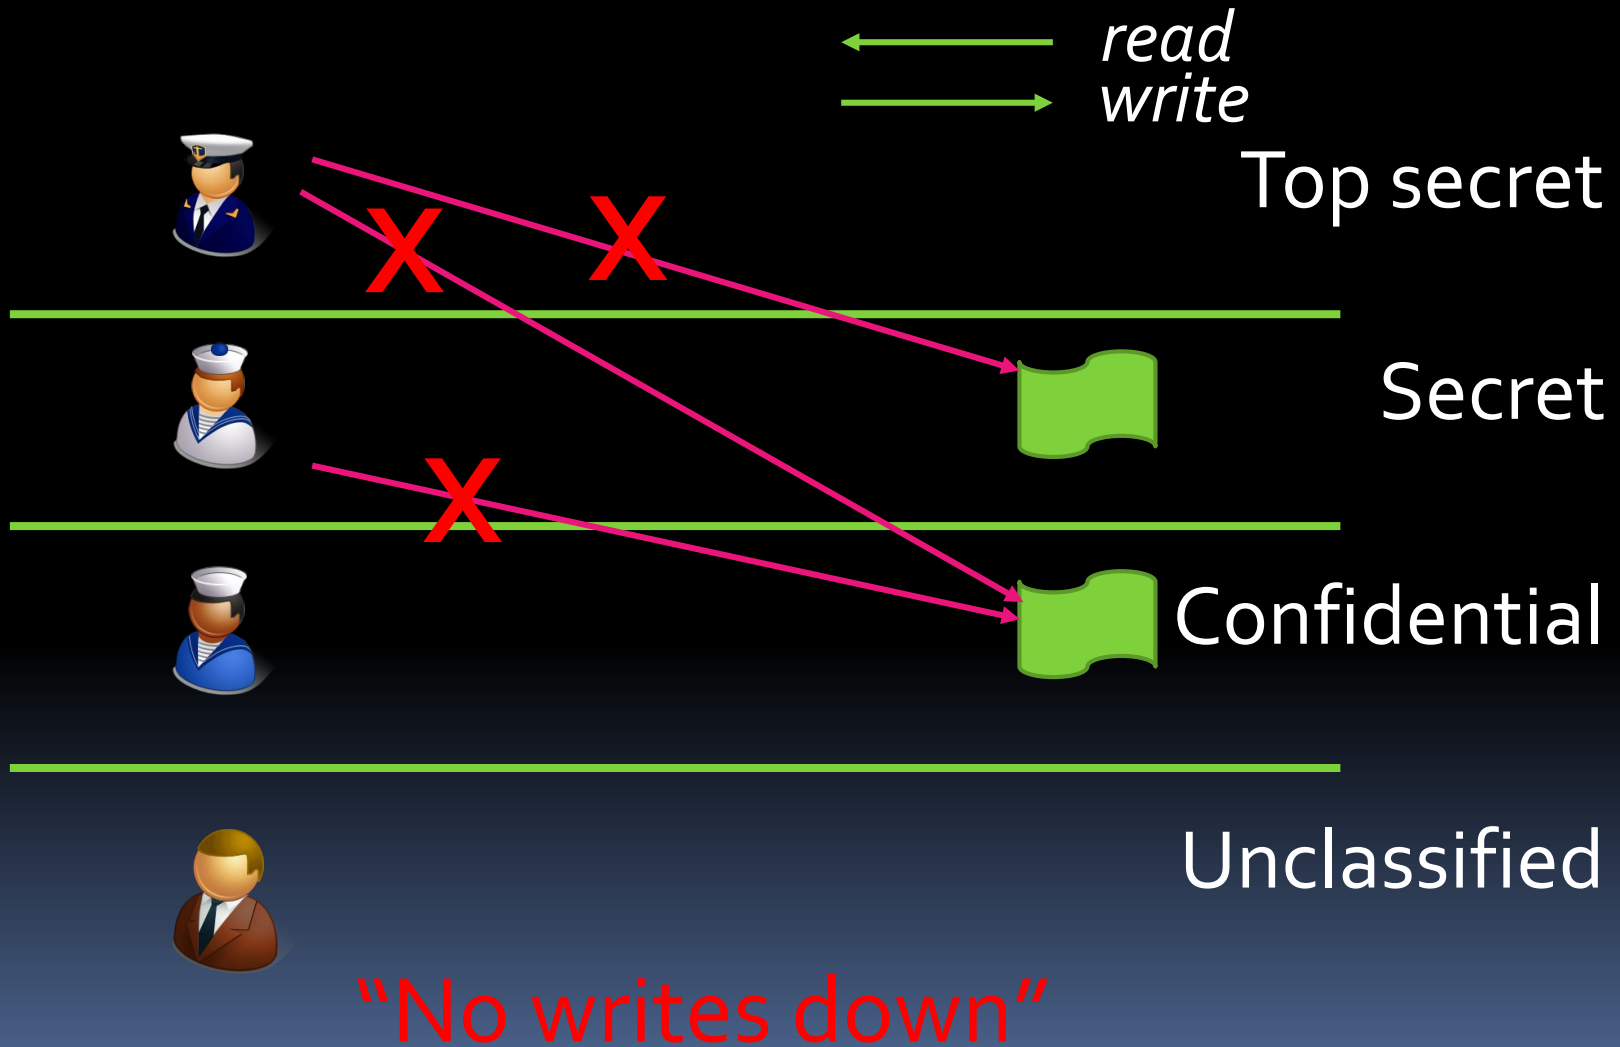 read
write
Top secret
X
X
Secret
X
Confidential
Unclassified
“No writes down”